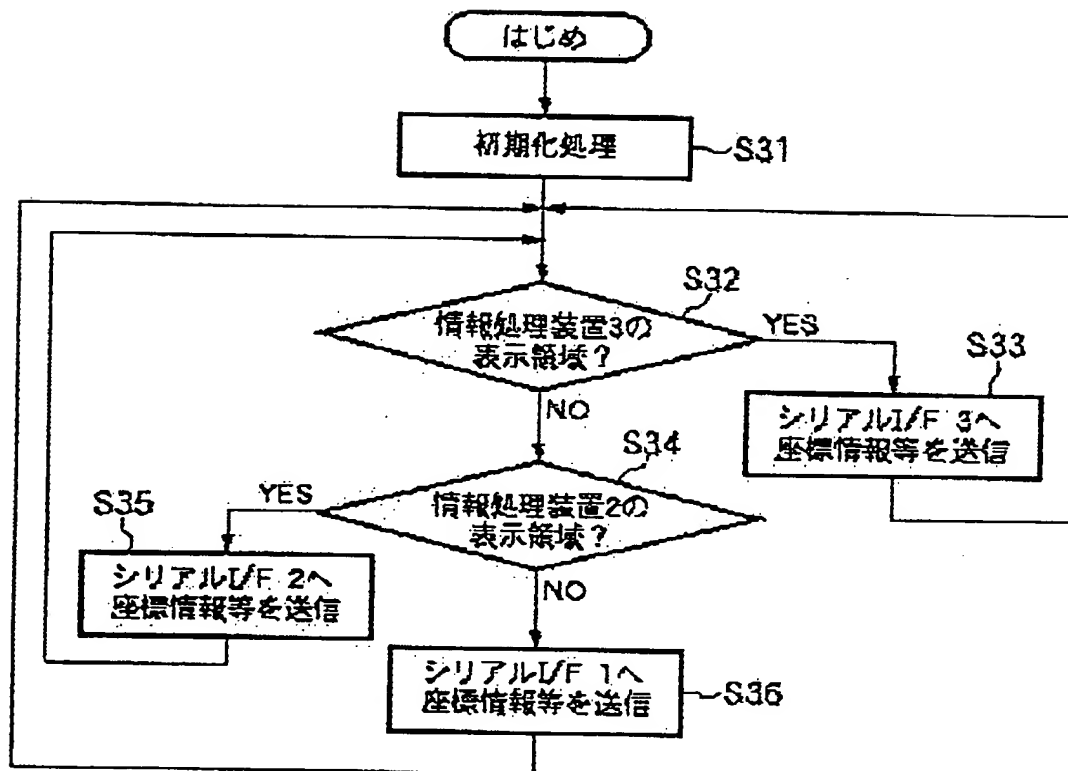 はじめ
初期化処理
S31
S32
情報処理装置3の
表示領域?
YES
S33
シリアルI/F 3へ
座標情報等を送信
NO
S34
情報処理装置2の
表示領域?
YES
S35
シリアルI/F 2へ
座標情報等を送信
NO
シリアルI/F 1へ
座標情報等を送信
S36